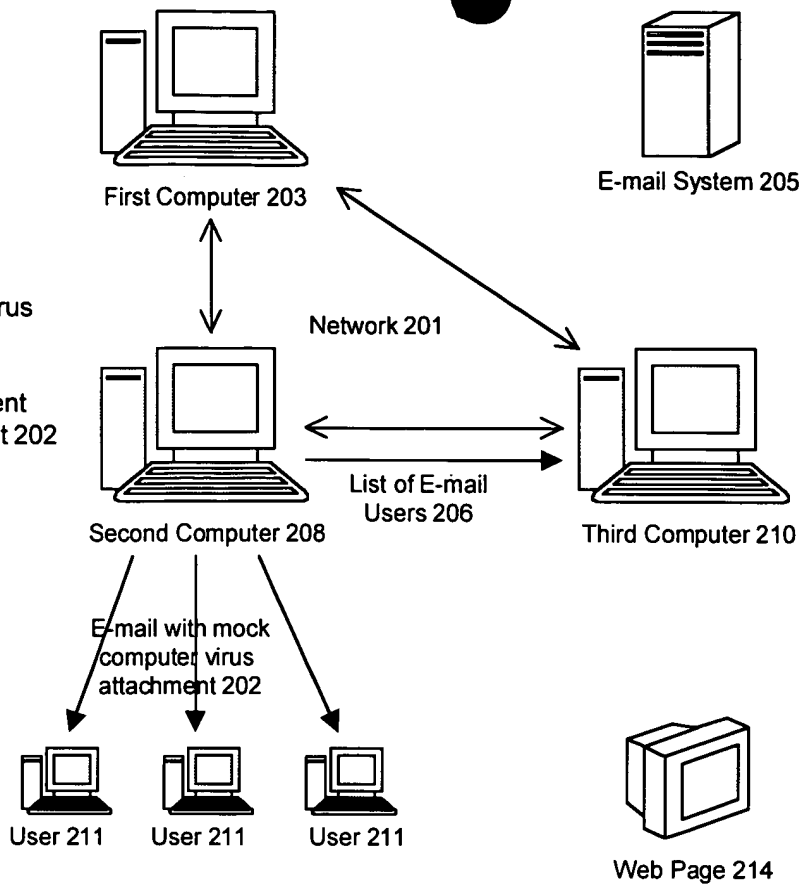 First Computer 203
E-mail System 205
rus
Network 201
ent
t 202
List of E-mail
Users 206
Second Computer 208
Third Computer 210
E-mail with mock
computer virus
attachment 202
User 211
User 211
User 211
Web Page 214